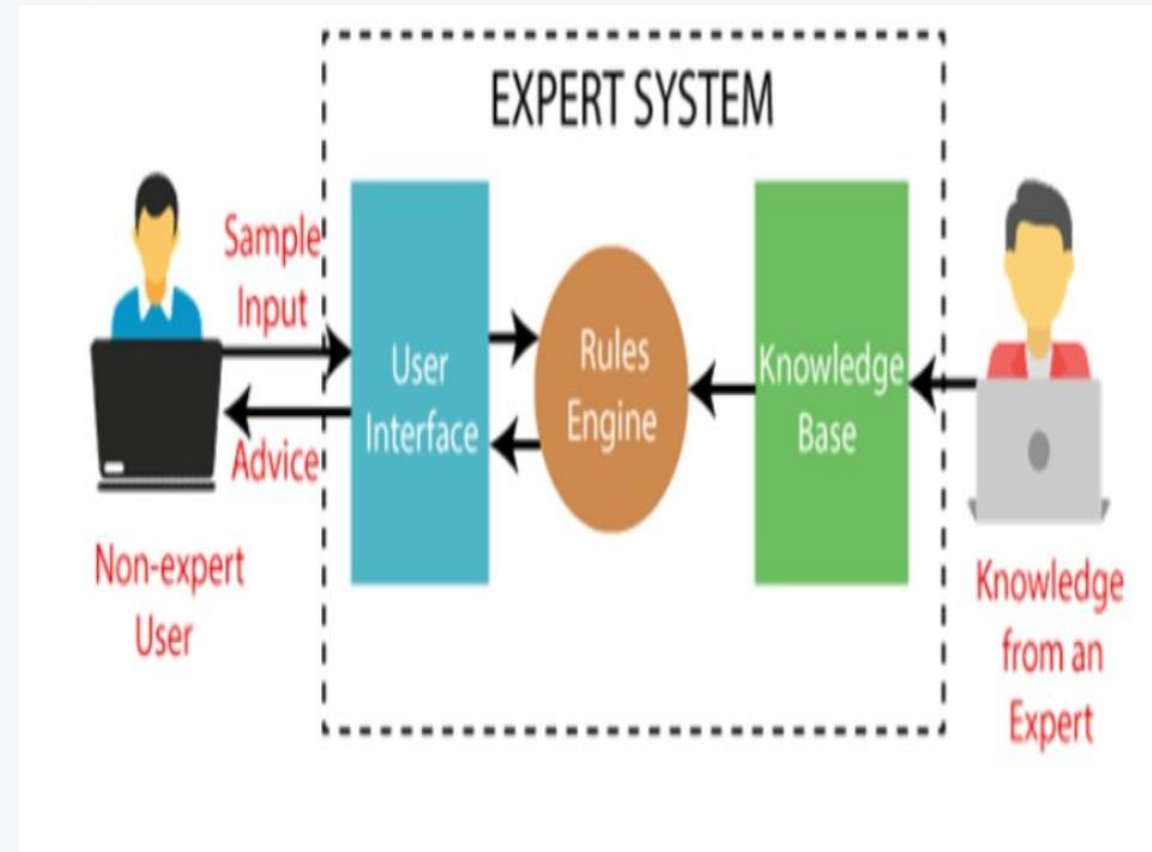 EXPERT SYSTEM
Sample
Input
Advice
Non-expert
User
User
Interface
Rules
Engine
Knowledge
Base
Knowledge
from an
Expert